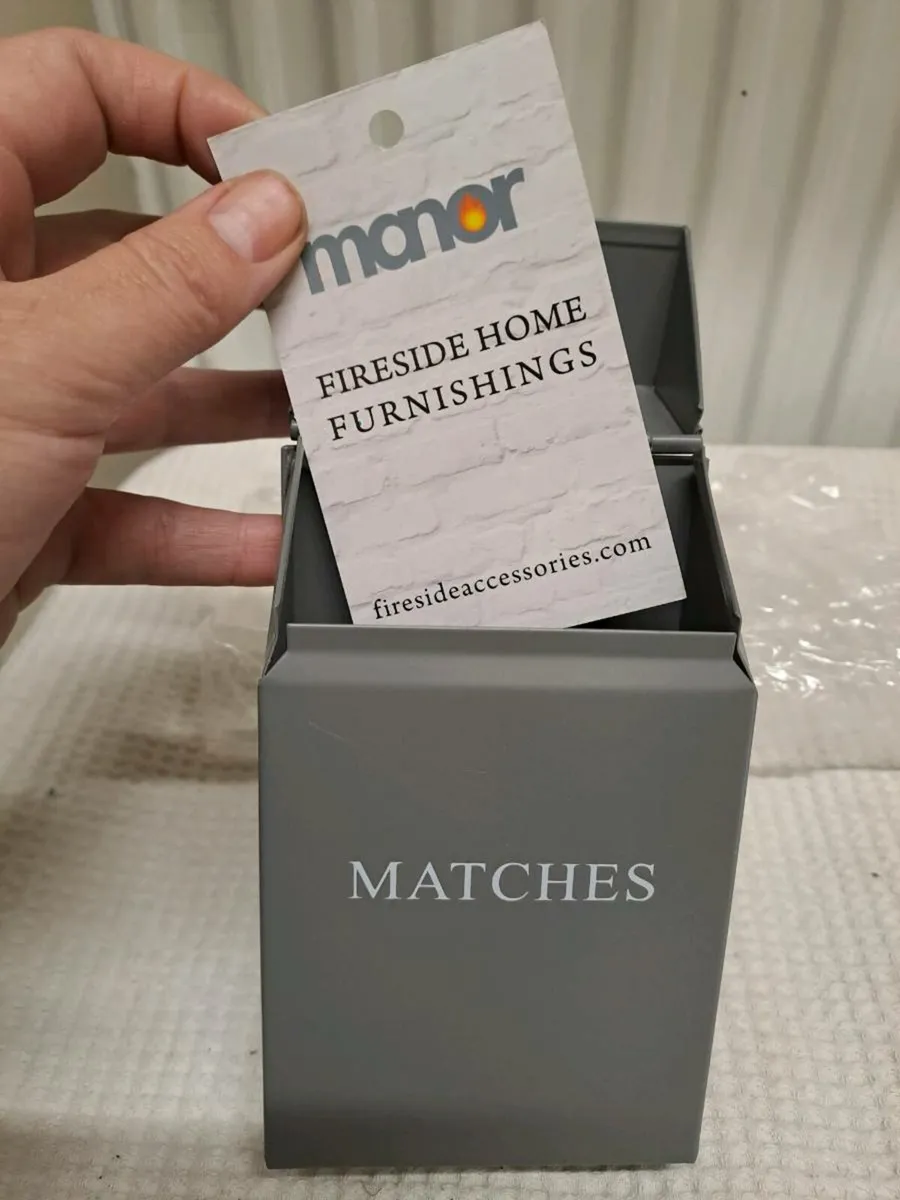 manor
FIRESIDE HOME
FURNISHINGS
firesideaccessories.com
MATCHES